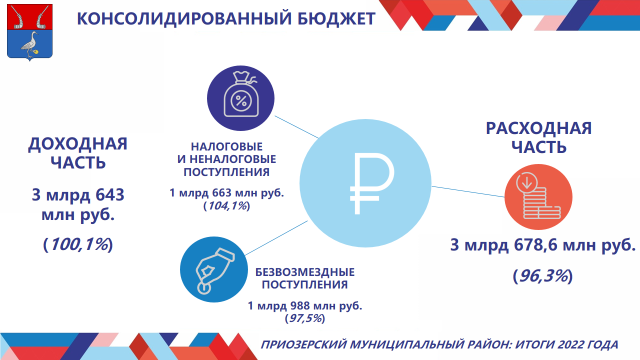 КОНСОЛИДИРОВАННЫЙ БЮДЖЕТ
ДОХОДНАЯ
ЧАСТЬ
3 млрд 643
млн руб.
(100,1%)
НАЛОГОВЫЕ
И НЕНАЛОГОВЫЕ
ПОСТУПЛЕНИЯ
1 млрд 663 млн руб.
(104,1%)
БЕЗВОЗМЕЗДНЫЕ
ПОСТУПЛЕНИЯ
1 млрд 988 млн руб.
(97,5%)
РАСХОДНАЯ
ЧАСТЬ
3 млрд 678,6 млн руб.
(96,3%)
ПРИОЗЕРСКИЙ МУНИЦИПАЛЬНЫЙ РАЙОН: ИТОГИ 2022 ГОДА